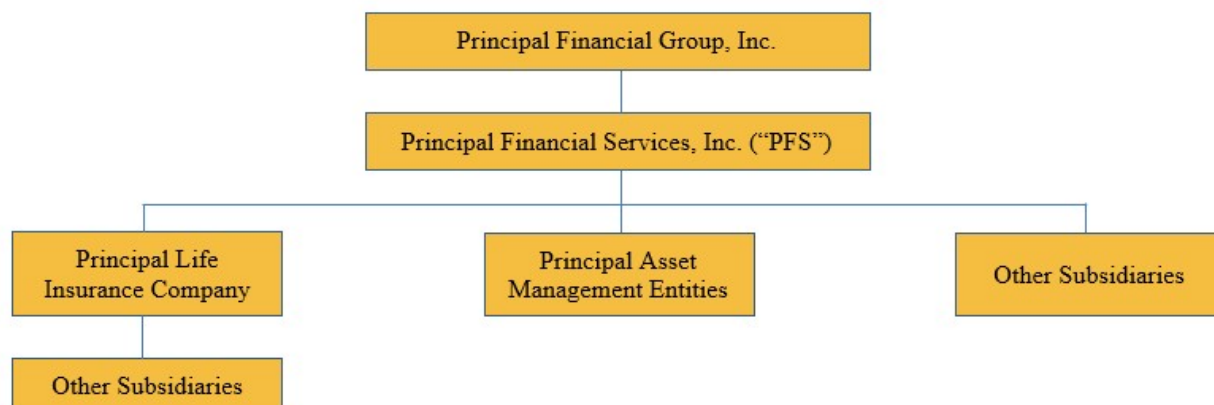 Principal Financial Group, Inc.
Principal Financial Services, Inc. (“PFS”)
Principal Life
Insurance Company
Principal Asset
Management Entities
Other Subsidiaries
Other Subsidiaries